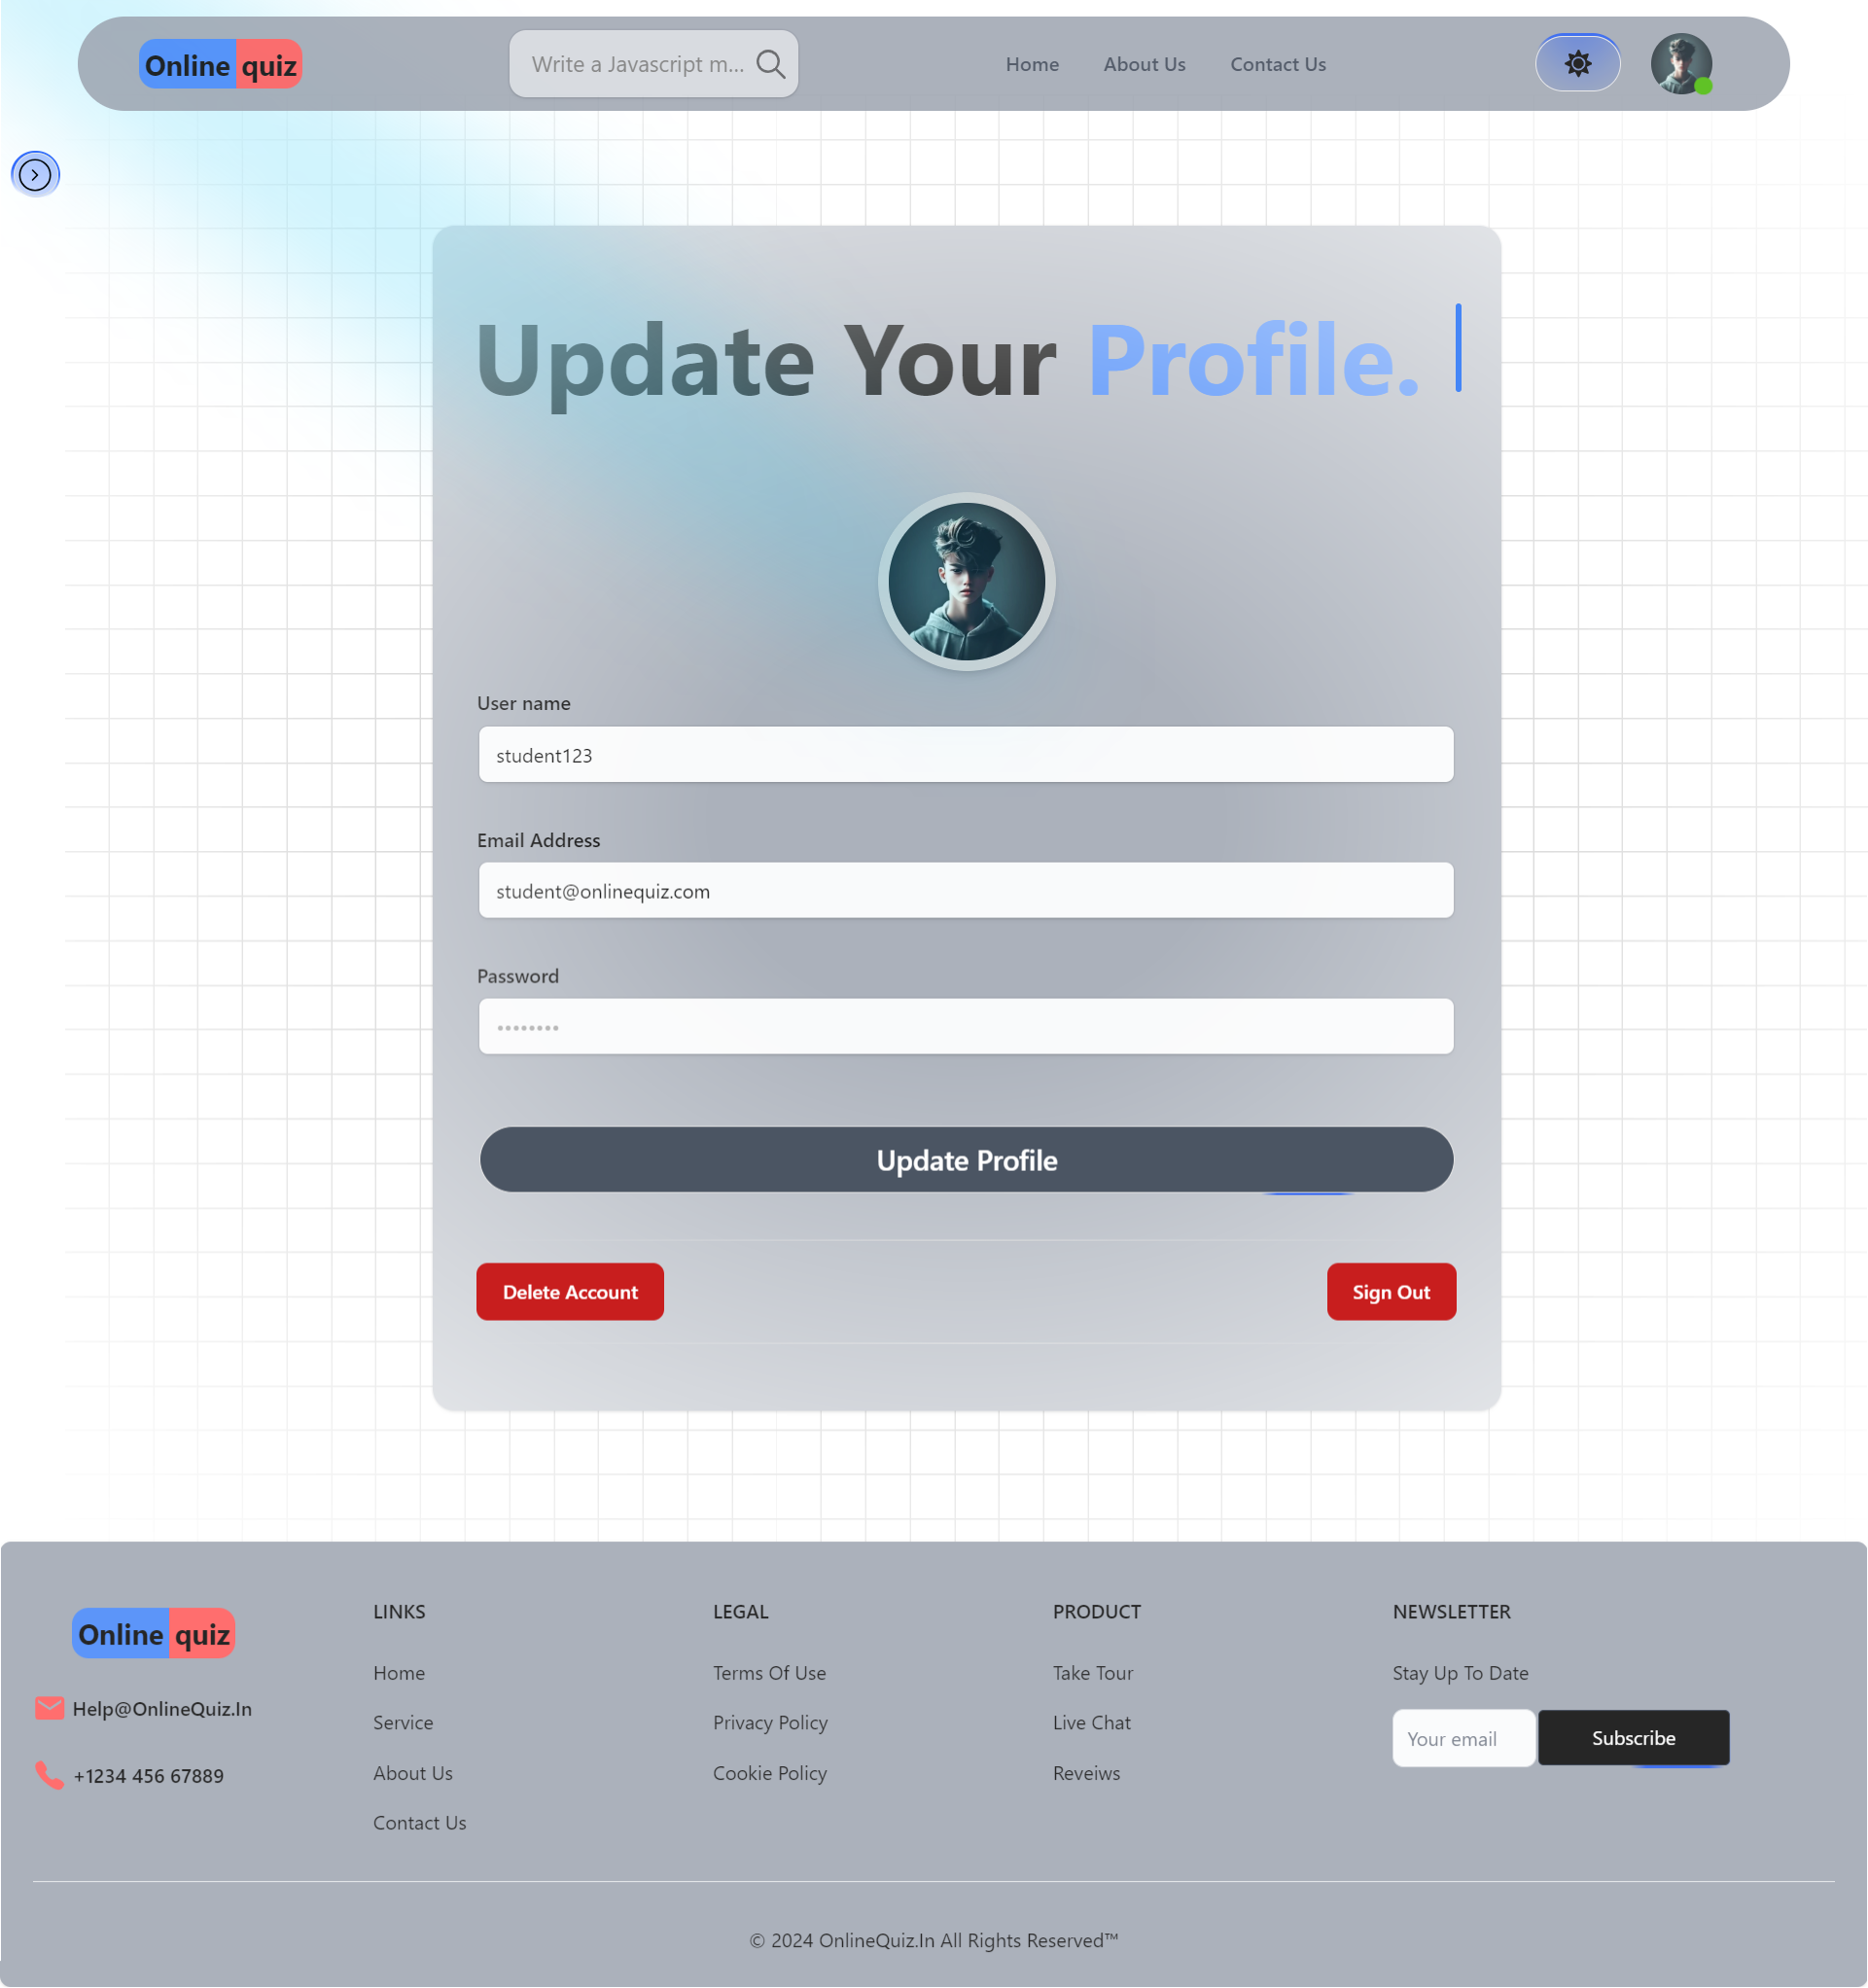 Online quiz
Write a Javascript m...
Home About Us Contact Us
Update Your Profile.
User name
student123
Email Address
student@onlinequiz.com
Password
••••••••
Update Profile
Delete Account
Sign Out
Online quiz
Help@OnlineQuiz.In
+1234 456 67889
LINKS
Home
Service
About Us
Contact Us
LEGAL
Terms Of Use
Privacy Policy
Cookie Policy
PRODUCT
Take Tour
Live Chat
Reveiws
NEWSLETTER
Stay Up To Date
Your email
Subscribe
© 2024 OnlineQuiz.In All Rights Reserved™